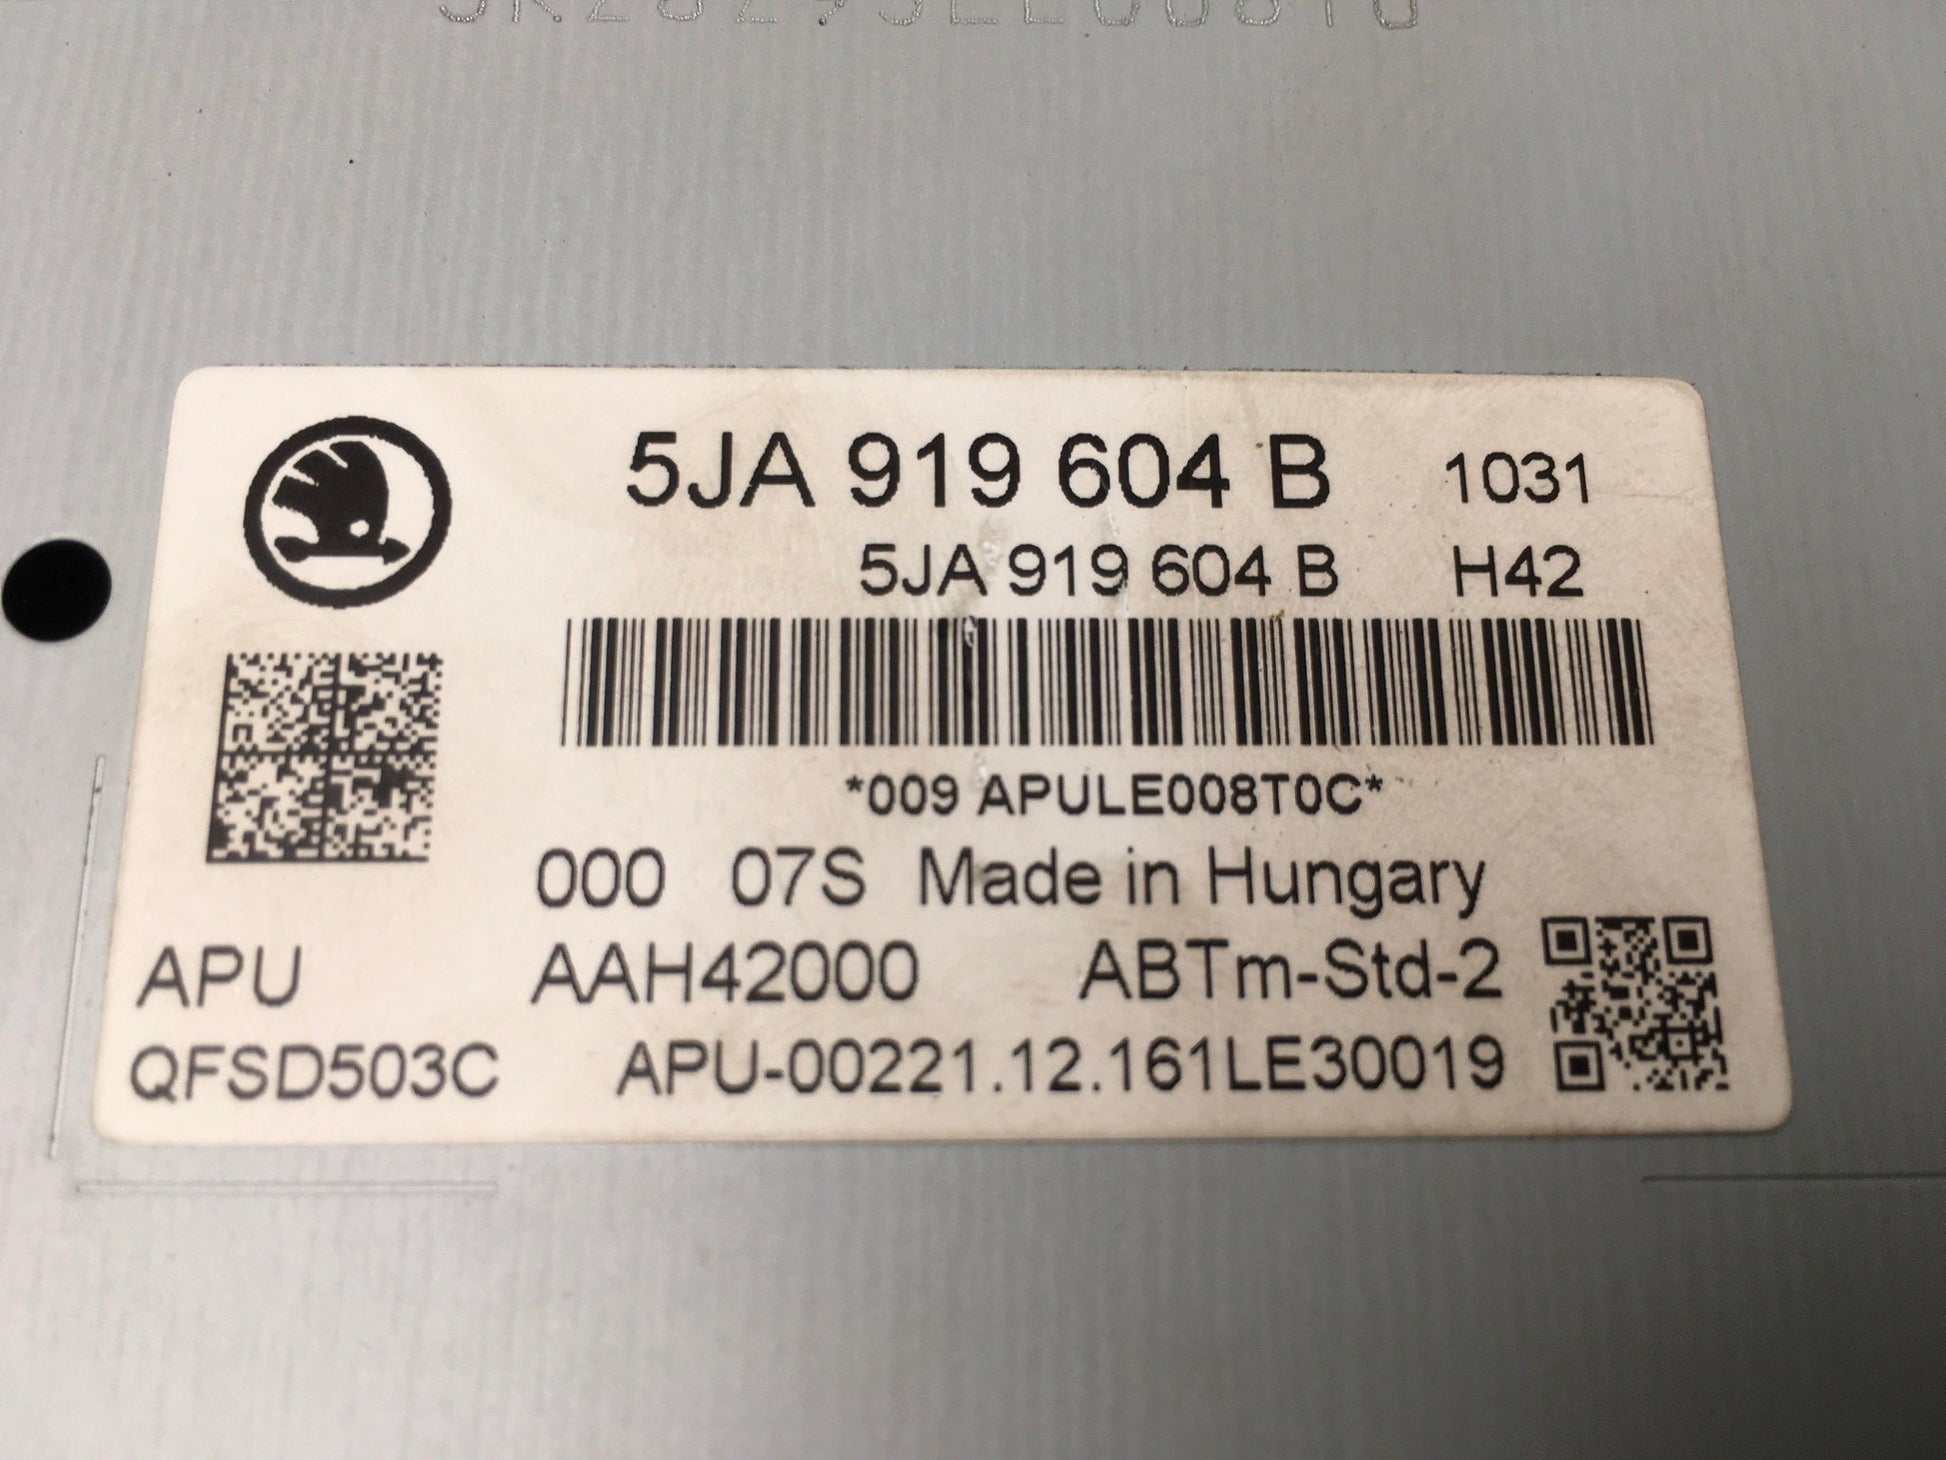 5JA 919 604 B 1031
5JA 919 604 B H42
*009 APULE008T0C*
000 07S Made in Hungary
APU AAH42000 ABTm-Std-2
QFSD503C APU-00221.12.161LE30019